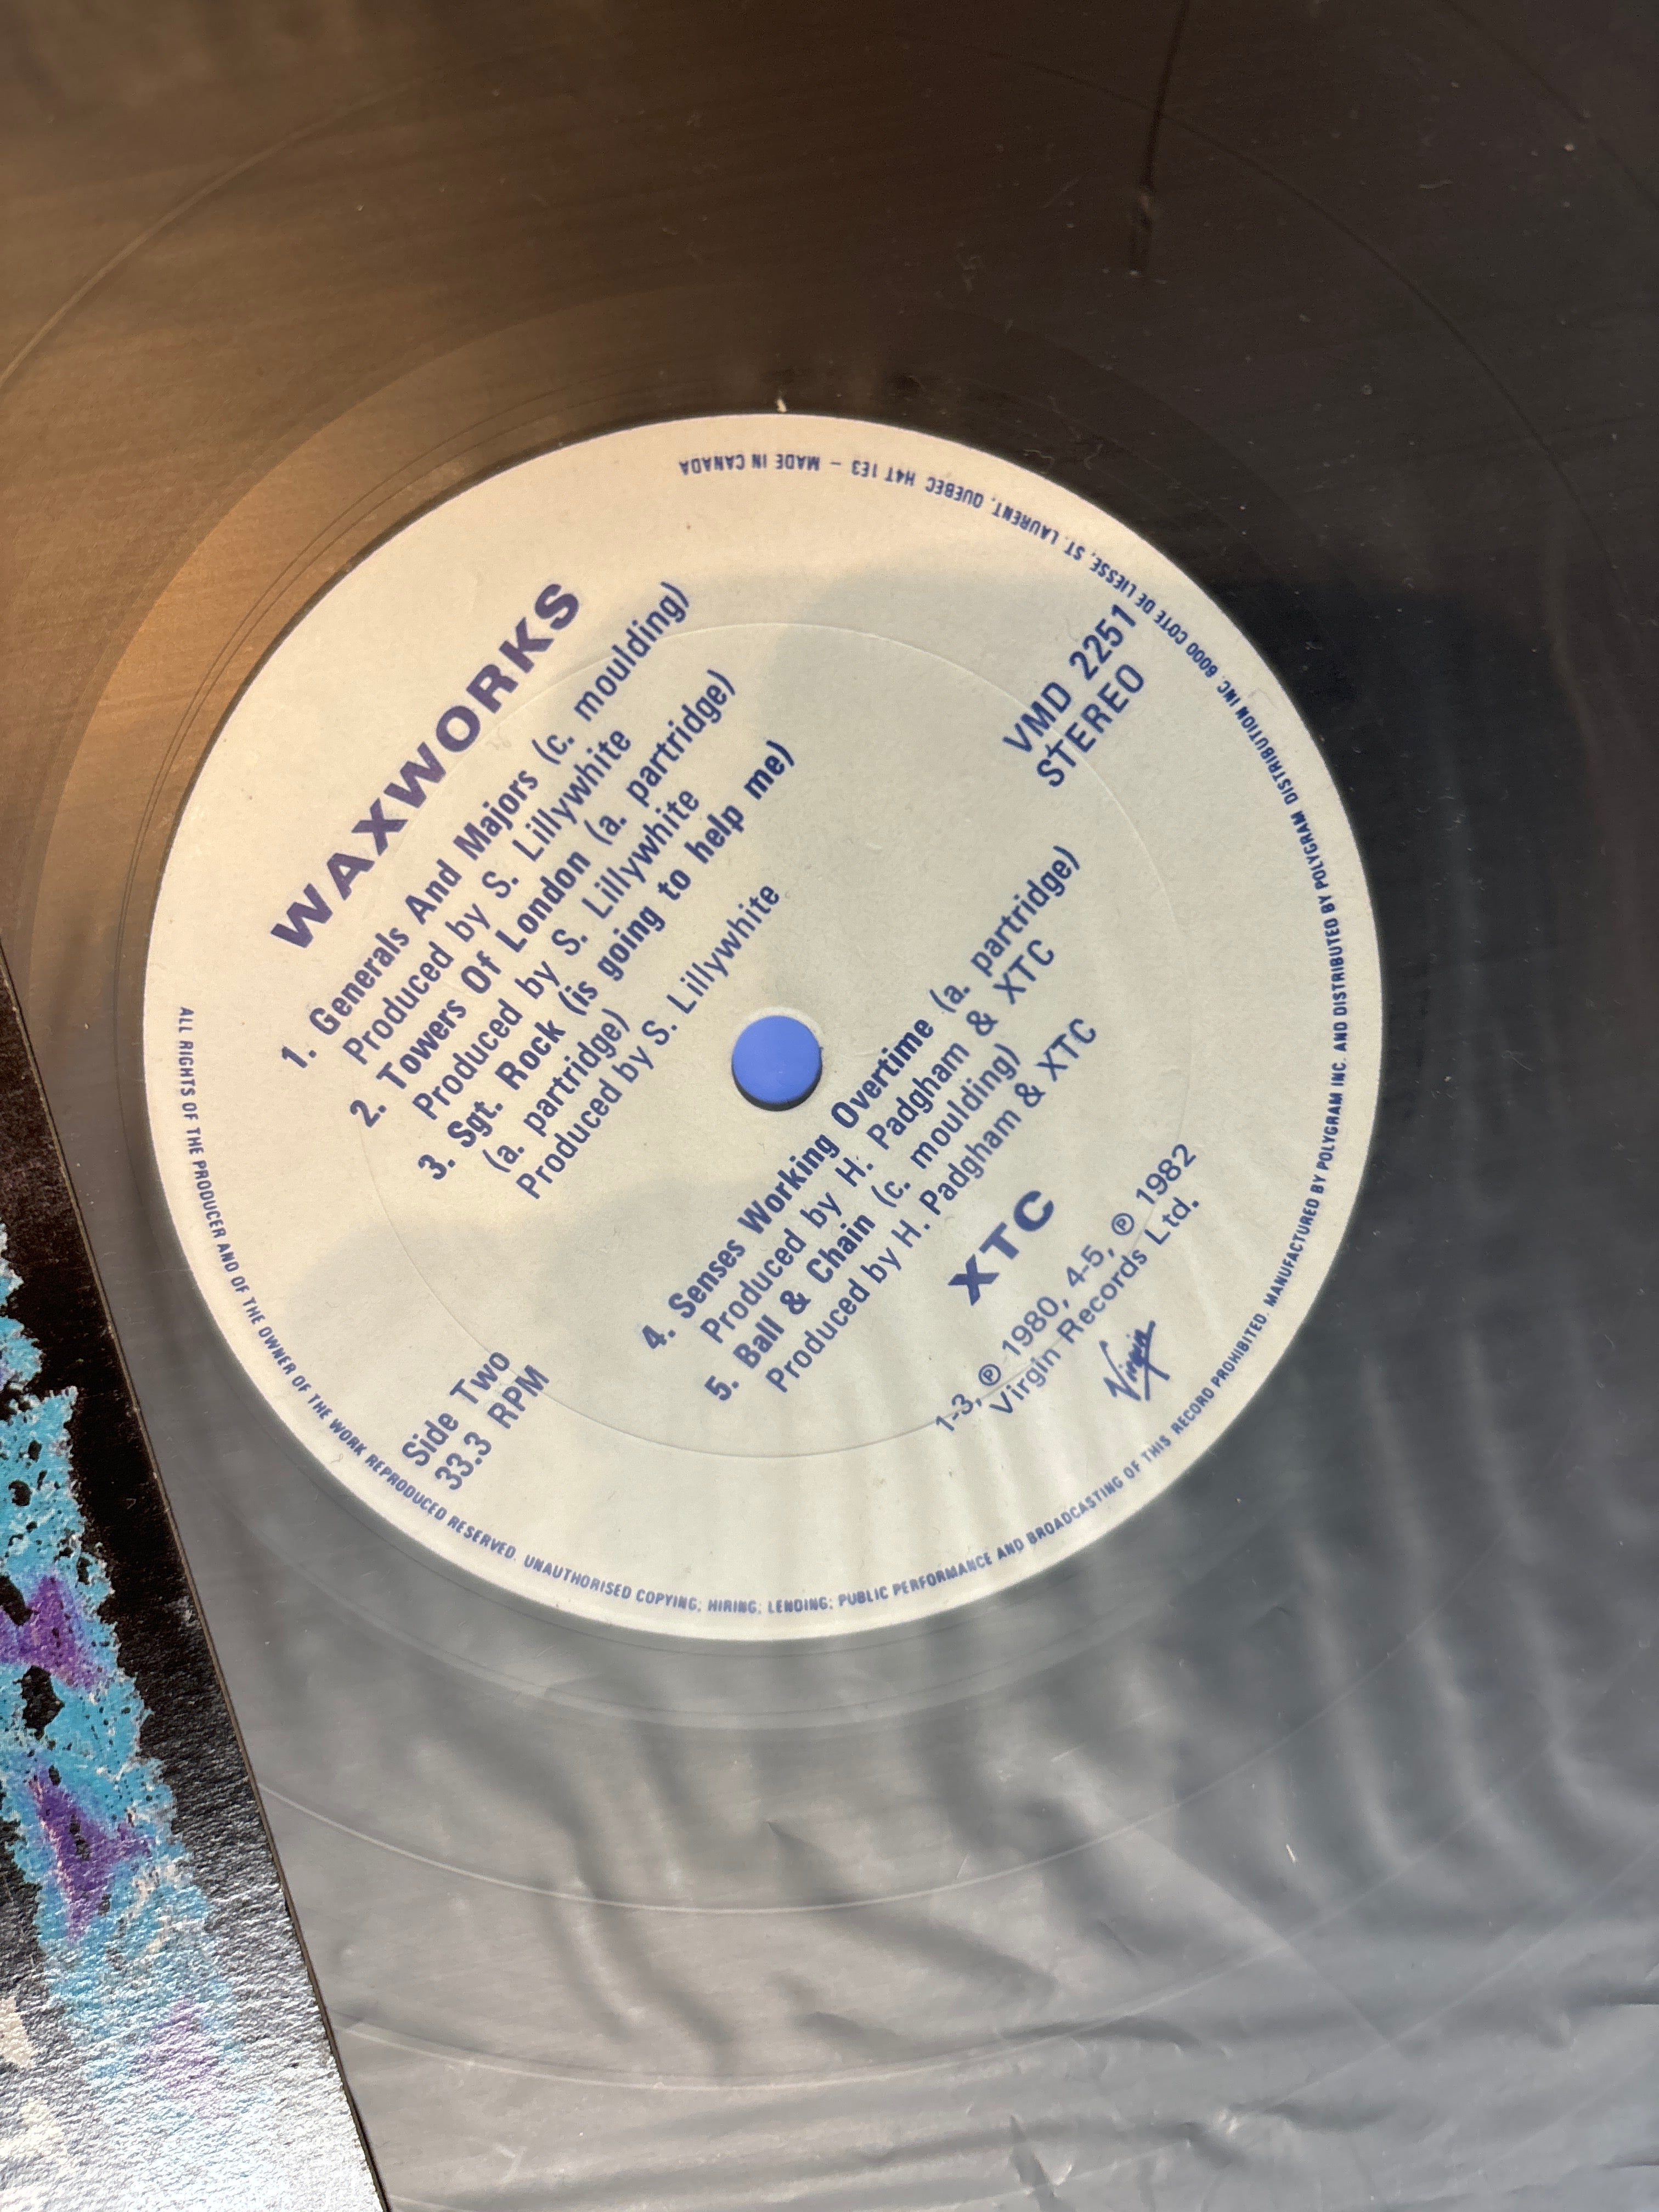 WAXWORKS
1. Generals And Majors (c. moulding)
Produced by S. Lillywhite
2. Towers Of London (a. partridge)
Produced by S. Lillywhite
3. Sgt. Rock (is going to help me)
(a. partridge)
Produced by S. Lillywhite
Side Two
33.3 RPM
VMD 2251
STEREO
4. Senses Working Overtime (a. partridge)
Produced by H. Padgham & XTC
5. Ball & Chain (c. moulding)
Produced by H. Padgham & XTC
XTC
1-3, ℗ 1980, 4-5, ℗ 1982
Virgin Records Ltd.
Virgin
ALL RIGHTS OF THE PRODUCER AND OF THE OWNER OF THE WORK REPRODUCED RESERVED. UNAUTHORISED COPYING; HIRING; LENDING; PUBLIC PERFORMANCE AND BROADCASTING OF THIS RECORD PROHIBITED. MANUFACTURED BY POLYGRAM INC. AND DISTRIBUTED BY POLYGRAM DISTRIBUTION INC. 6000 COTE DE LIESSE, ST. LAURENT, QUEBEC H4T 1E3 – MADE IN CANADA